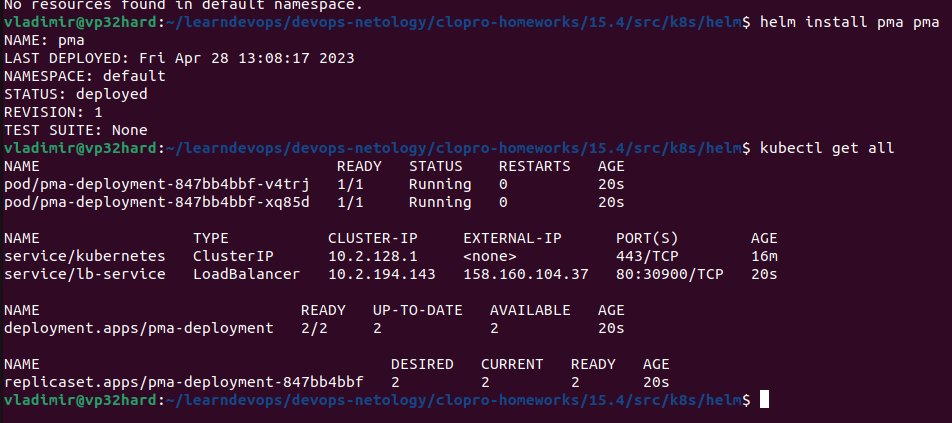 No resources found in default namespace.
vladimir@vp32hard:~/learndevops/devops-netology/clopro-homeworks/15.4/src/k8s/helm$ helm install pma pma
NAME: pma
LAST DEPLOYED: Fri Apr 28 13:08:17 2023
NAMESPACE: default
STATUS: deployed
REVISION: 1
TEST SUITE: None
vladimir@vp32hard:~/learndevops/devops-netology/clopro-homeworks/15.4/src/k8s/helm$ kubectl get all
NAME                                  READY   STATUS    RESTARTS   AGE
pod/pma-deployment-847bb4bbf-v4trj   1/1     Running   0          20s
pod/pma-deployment-847bb4bbf-xq85d   1/1     Running   0          20s
NAME                 TYPE           CLUSTER-IP     EXTERNAL-IP      PORT(S)        AGE
service/kubernetes   ClusterIP      10.2.128.1     <none>           443/TCP        16m
service/lb-service   LoadBalancer   10.2.194.143   158.160.104.37   80:30900/TCP   20s
NAME                             READY   UP-TO-DATE   AVAILABLE   AGE
deployment.apps/pma-deployment   2/2     2            2           20s
NAME                                       DESIRED   CURRENT   READY   AGE
replicaset.apps/pma-deployment-847bb4bbf   2         2         2       20s
vladimir@vp32hard:~/learndevops/devops-netology/clopro-homeworks/15.4/src/k8s/helm$